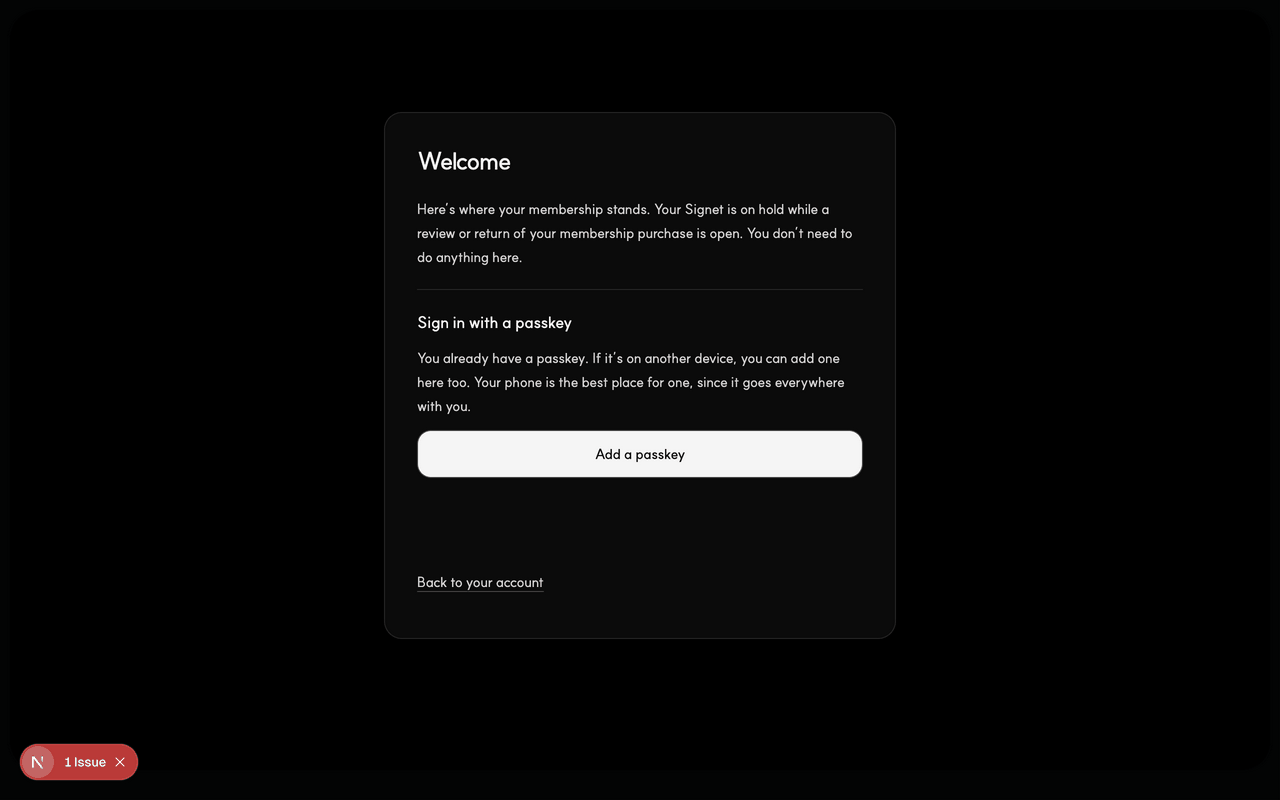 Welcome
Here's where your membership stands. Your Signet is on hold while a
review or return of your membership purchase is open. You don't need to
do anything here.
Sign in with a passkey
You already have a passkey. If it's on another device, you can add one
here too. Your phone is the best place for one, since it goes everywhere
with you.
Add a passkey
Back to your account
N 1 Issue